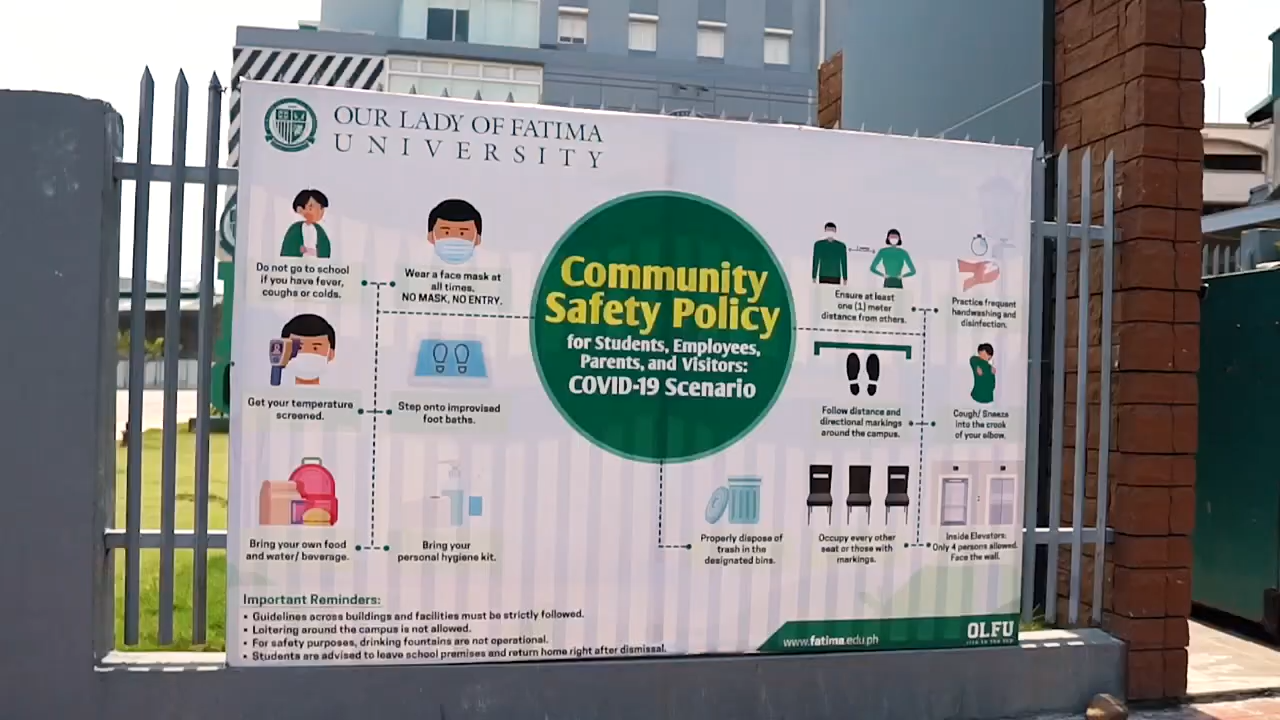 OUR LADY OF FATIMA
UNIVERSITY
Do not go to school
if you have fever,
coughs or colds.
Wear a face mask at
all times.
NO MASK, NO ENTRY.
Get your temperature
screened.
Step onto improvised
foot baths.
Bring your own food
and water/ beverage.
Bring your
personal hygiene kit.
Community
Safety Policy
for Students, Employees,
Parents, and Visitors:
COVID-19 Scenario
Ensure at least
one (1) meter
distance from others.
Practice frequent
handwashing and
disinfection.
Follow distance and
directional markings
around the campus.
Cough/ Sneeze
into the crook
of your elbow.
Properly dispose of
trash in the
designated bins.
Occupy every other
seat or those with
markings.
Inside Elevators:
Only 4 persons allowed.
Face the wall.
Important Reminders:
• Guidelines across buildings and facilities must be strictly followed.
• Loitering around the campus is not allowed.
• For safety purposes, drinking fountains are not operational.
• Students are advised to leave school premises and return home right after dismissal.
www.fatima.edu.ph
OLFU